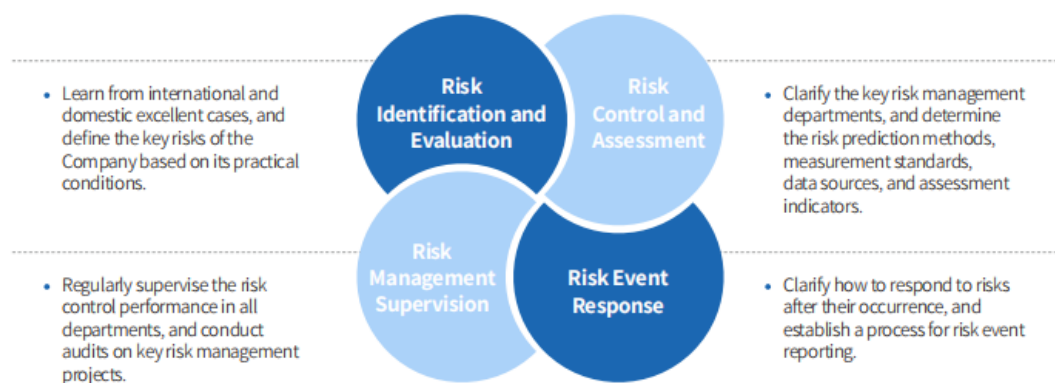 Risk
Identification and
Evaluation
Risk
Control and
Assessment
• Learn from international and
domestic excellent cases, and
define the key risks of the
Company based on its practical
conditions.
• Clarify the key risk management
departments, and determine
the risk prediction methods,
measurement standards,
data sources, and assessment
indicators.
Risk
Management
Supervision
Risk Event
Response
• Regularly supervise the risk
control performance in all
departments, and conduct
audits on key risk management
projects.
• Clarify how to respond to risks
after their occurrence, and
establish a process for risk event
reporting.